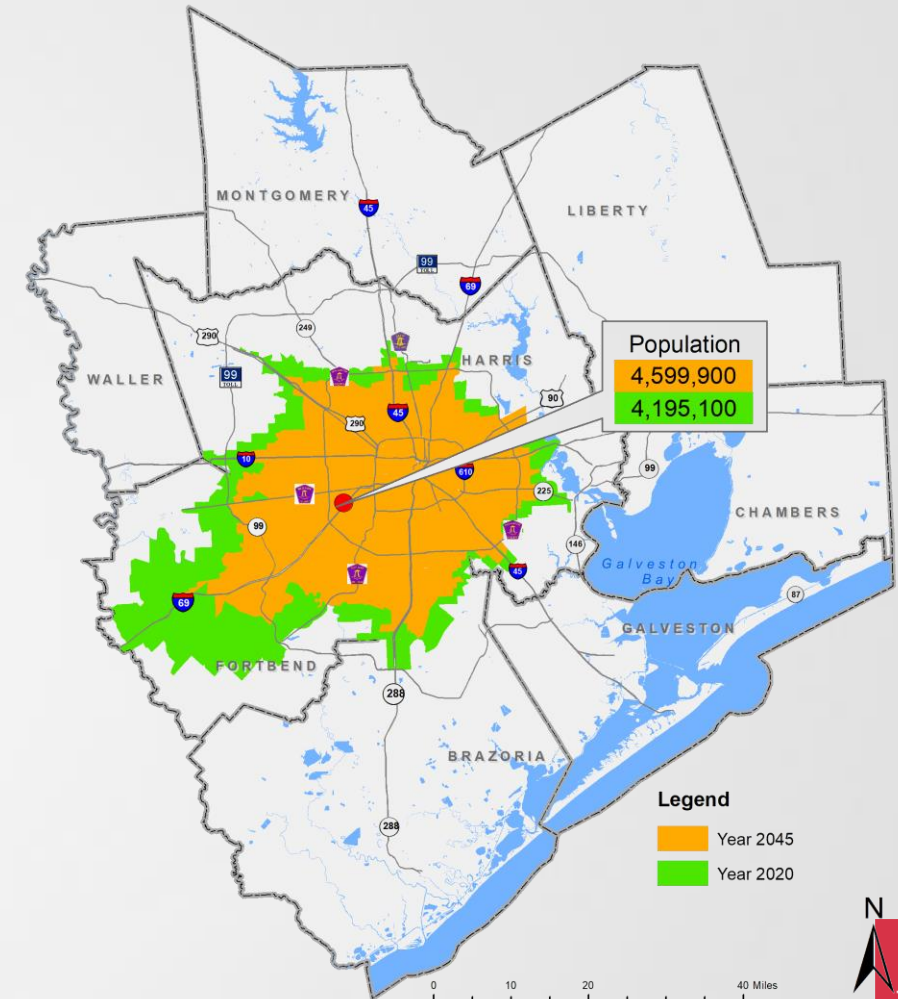 MONTGOMERY
45
LIBERTY
99
TOLL
69
290
249
HARRIS
Population
4,599,900
4,195,100
WALLER
99
TOLL
90
45
290
10
610
99
225
CHAMBERS
99
146
Galveston
Bay
45
87
69
GALVESTON
FORTBEND
288
BRAZORIA
Legend
Year 2045
288
Year 2020
N
0 10 20 40 Miles